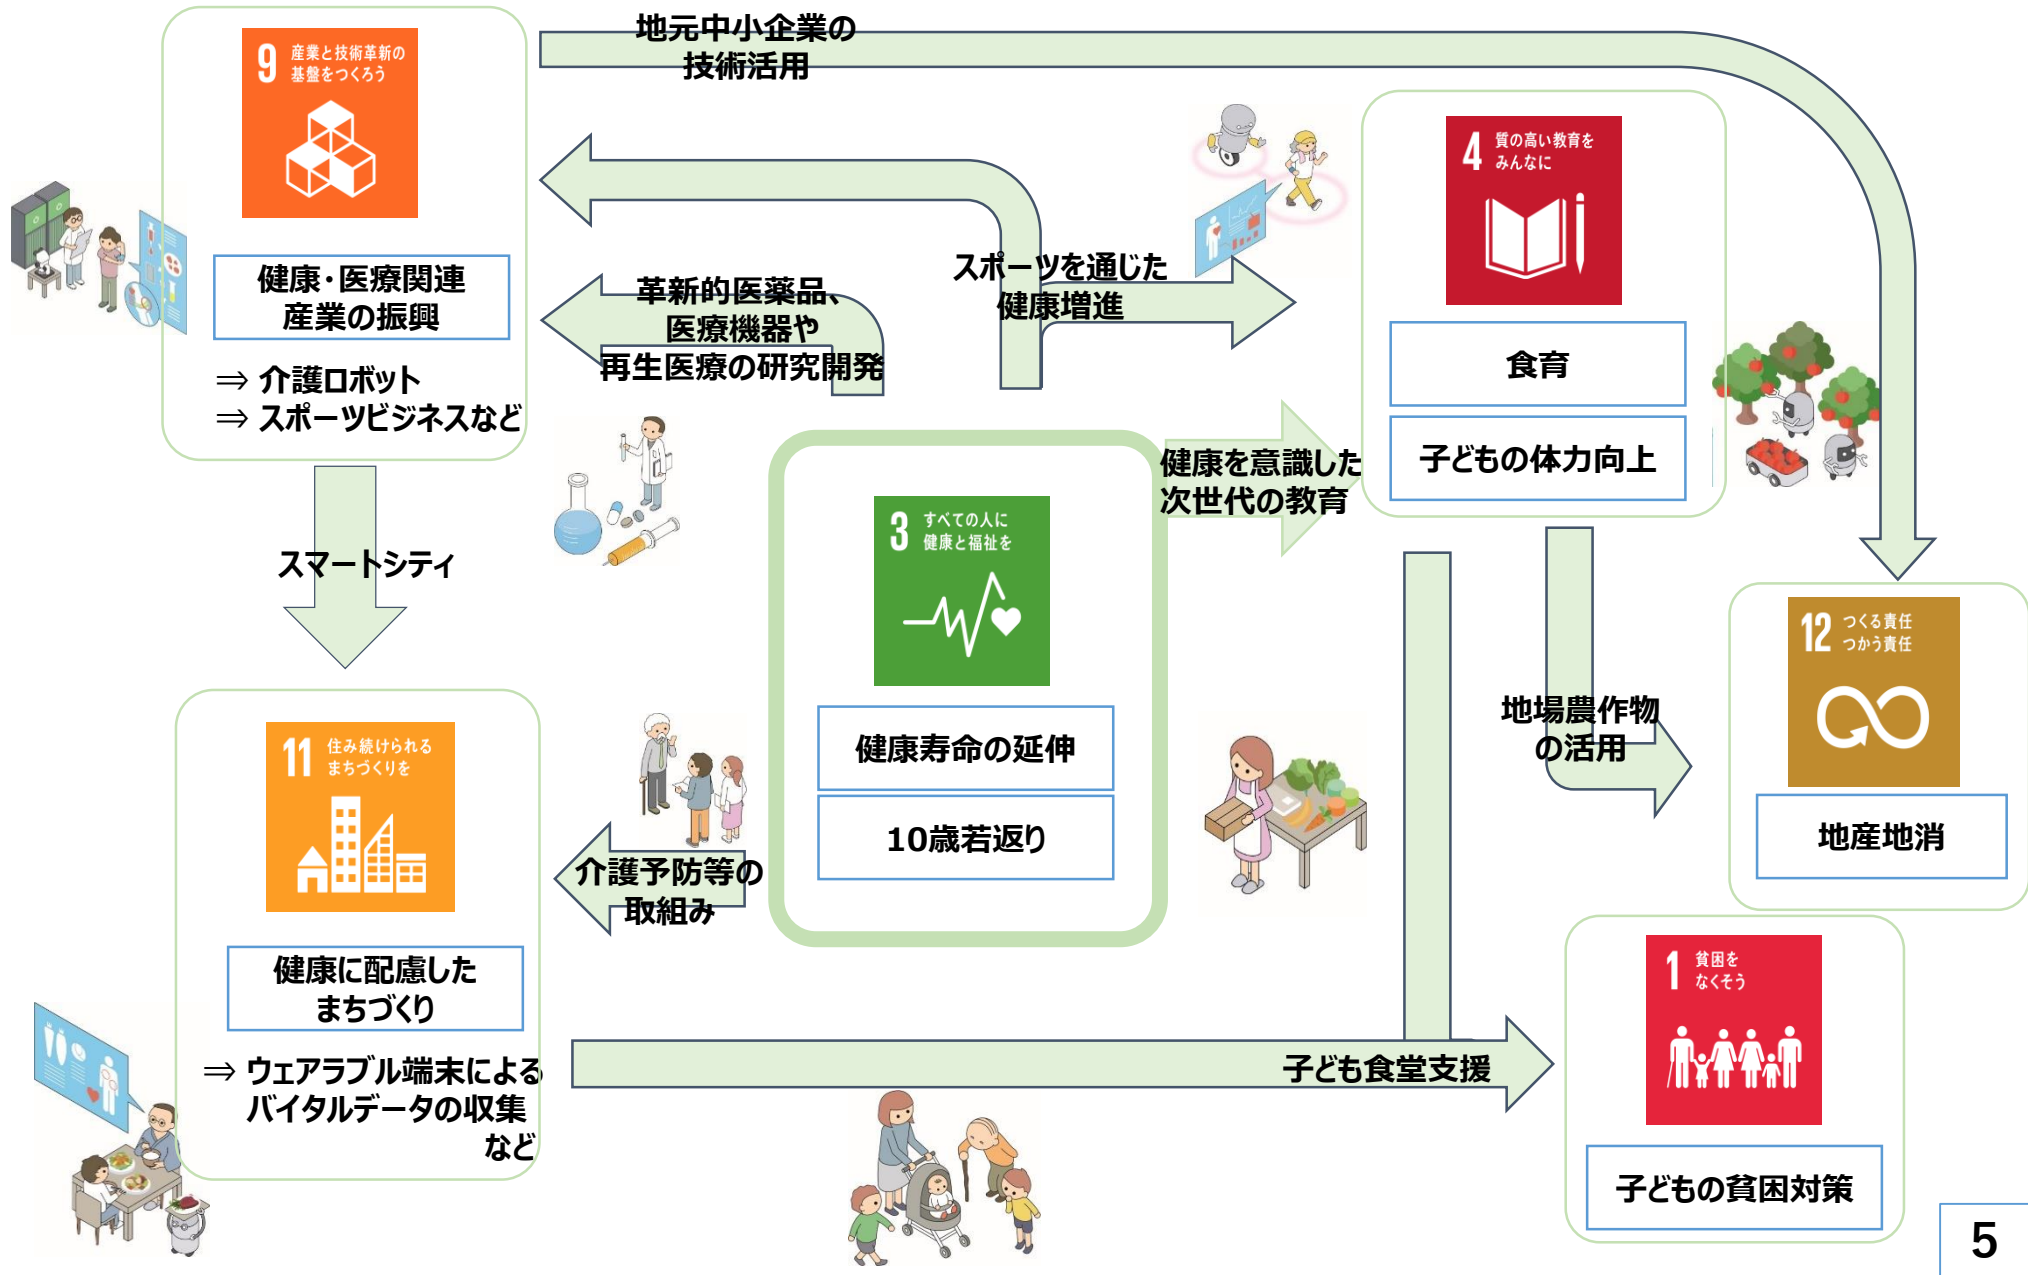 地元中小企業の
技術活用
9 産業と技術革新の
基盤をつくろう
健康・医療関連
産業の振興
⇒ 介護ロボット
⇒ スポーツビジネスなど
革新的医薬品、
医療機器や
再生医療の研究開発
スポーツを通じた
健康増進
4 質の高い教育を
みんなに
食育
子どもの体力向上
健康を意識した
次世代の教育
スマートシティ
3 すべての人に
健康と福祉を
健康寿命の延伸
10歳若返り
12 つくる責任
つかう責任
地産地消
地場農作物
の活用
11 住み続けられる
まちづくりを
健康に配慮した
まちづくり
⇒ ウェアラブル端末による
バイタルデータの収集
など
介護予防等の
取組み
子ども食堂支援
1 貧困を
なくそう
子どもの貧困対策
5